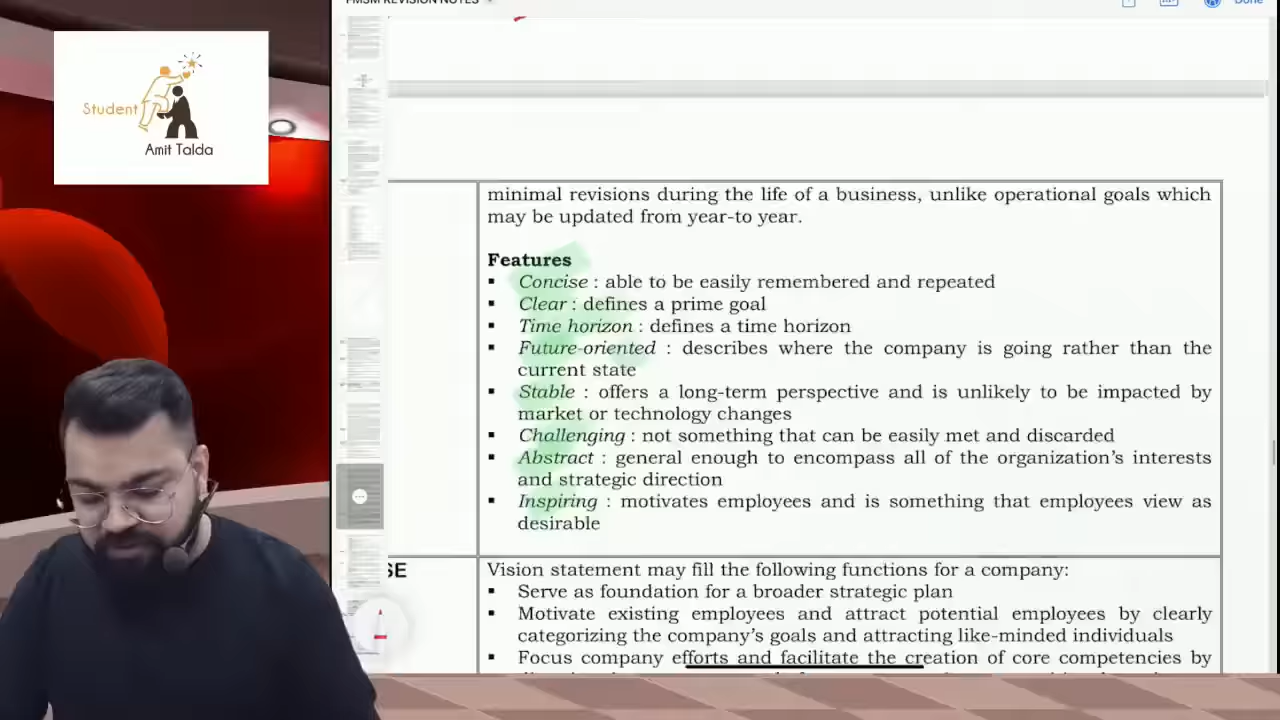 FMSM REVISION NOTES
Done
Student
Amit Talda
minimal revisions during the life of a business, unlike operational goals which
may be updated from year-to year.
Features
▪ Concise : able to be easily remembered and repeated
▪ Clear : defines a prime goal
▪ Time horizon : defines a time horizon
▪ Future-oriented : describes where the company is going rather than the
current state
▪ Stable : offers a long-term perspective and is unlikely to be impacted by
market or technology changes
▪ Challenging : not something that can be easily met and discarded
▪ Abstract : general enough to encompass all of the organization's interests
and strategic direction
▪ Inspiring : motivates employees and is something that employees view as
desirable
SE
Vision statements may fill the following functions for a company:
▪ Serve as foundations for a broader strategic plan
▪ Motivate existing employees and attract potential employees by clearly
categorizing the company's goals and attracting like-minded individuals
▪ Focus company efforts and facilitate the creation of core competencies by